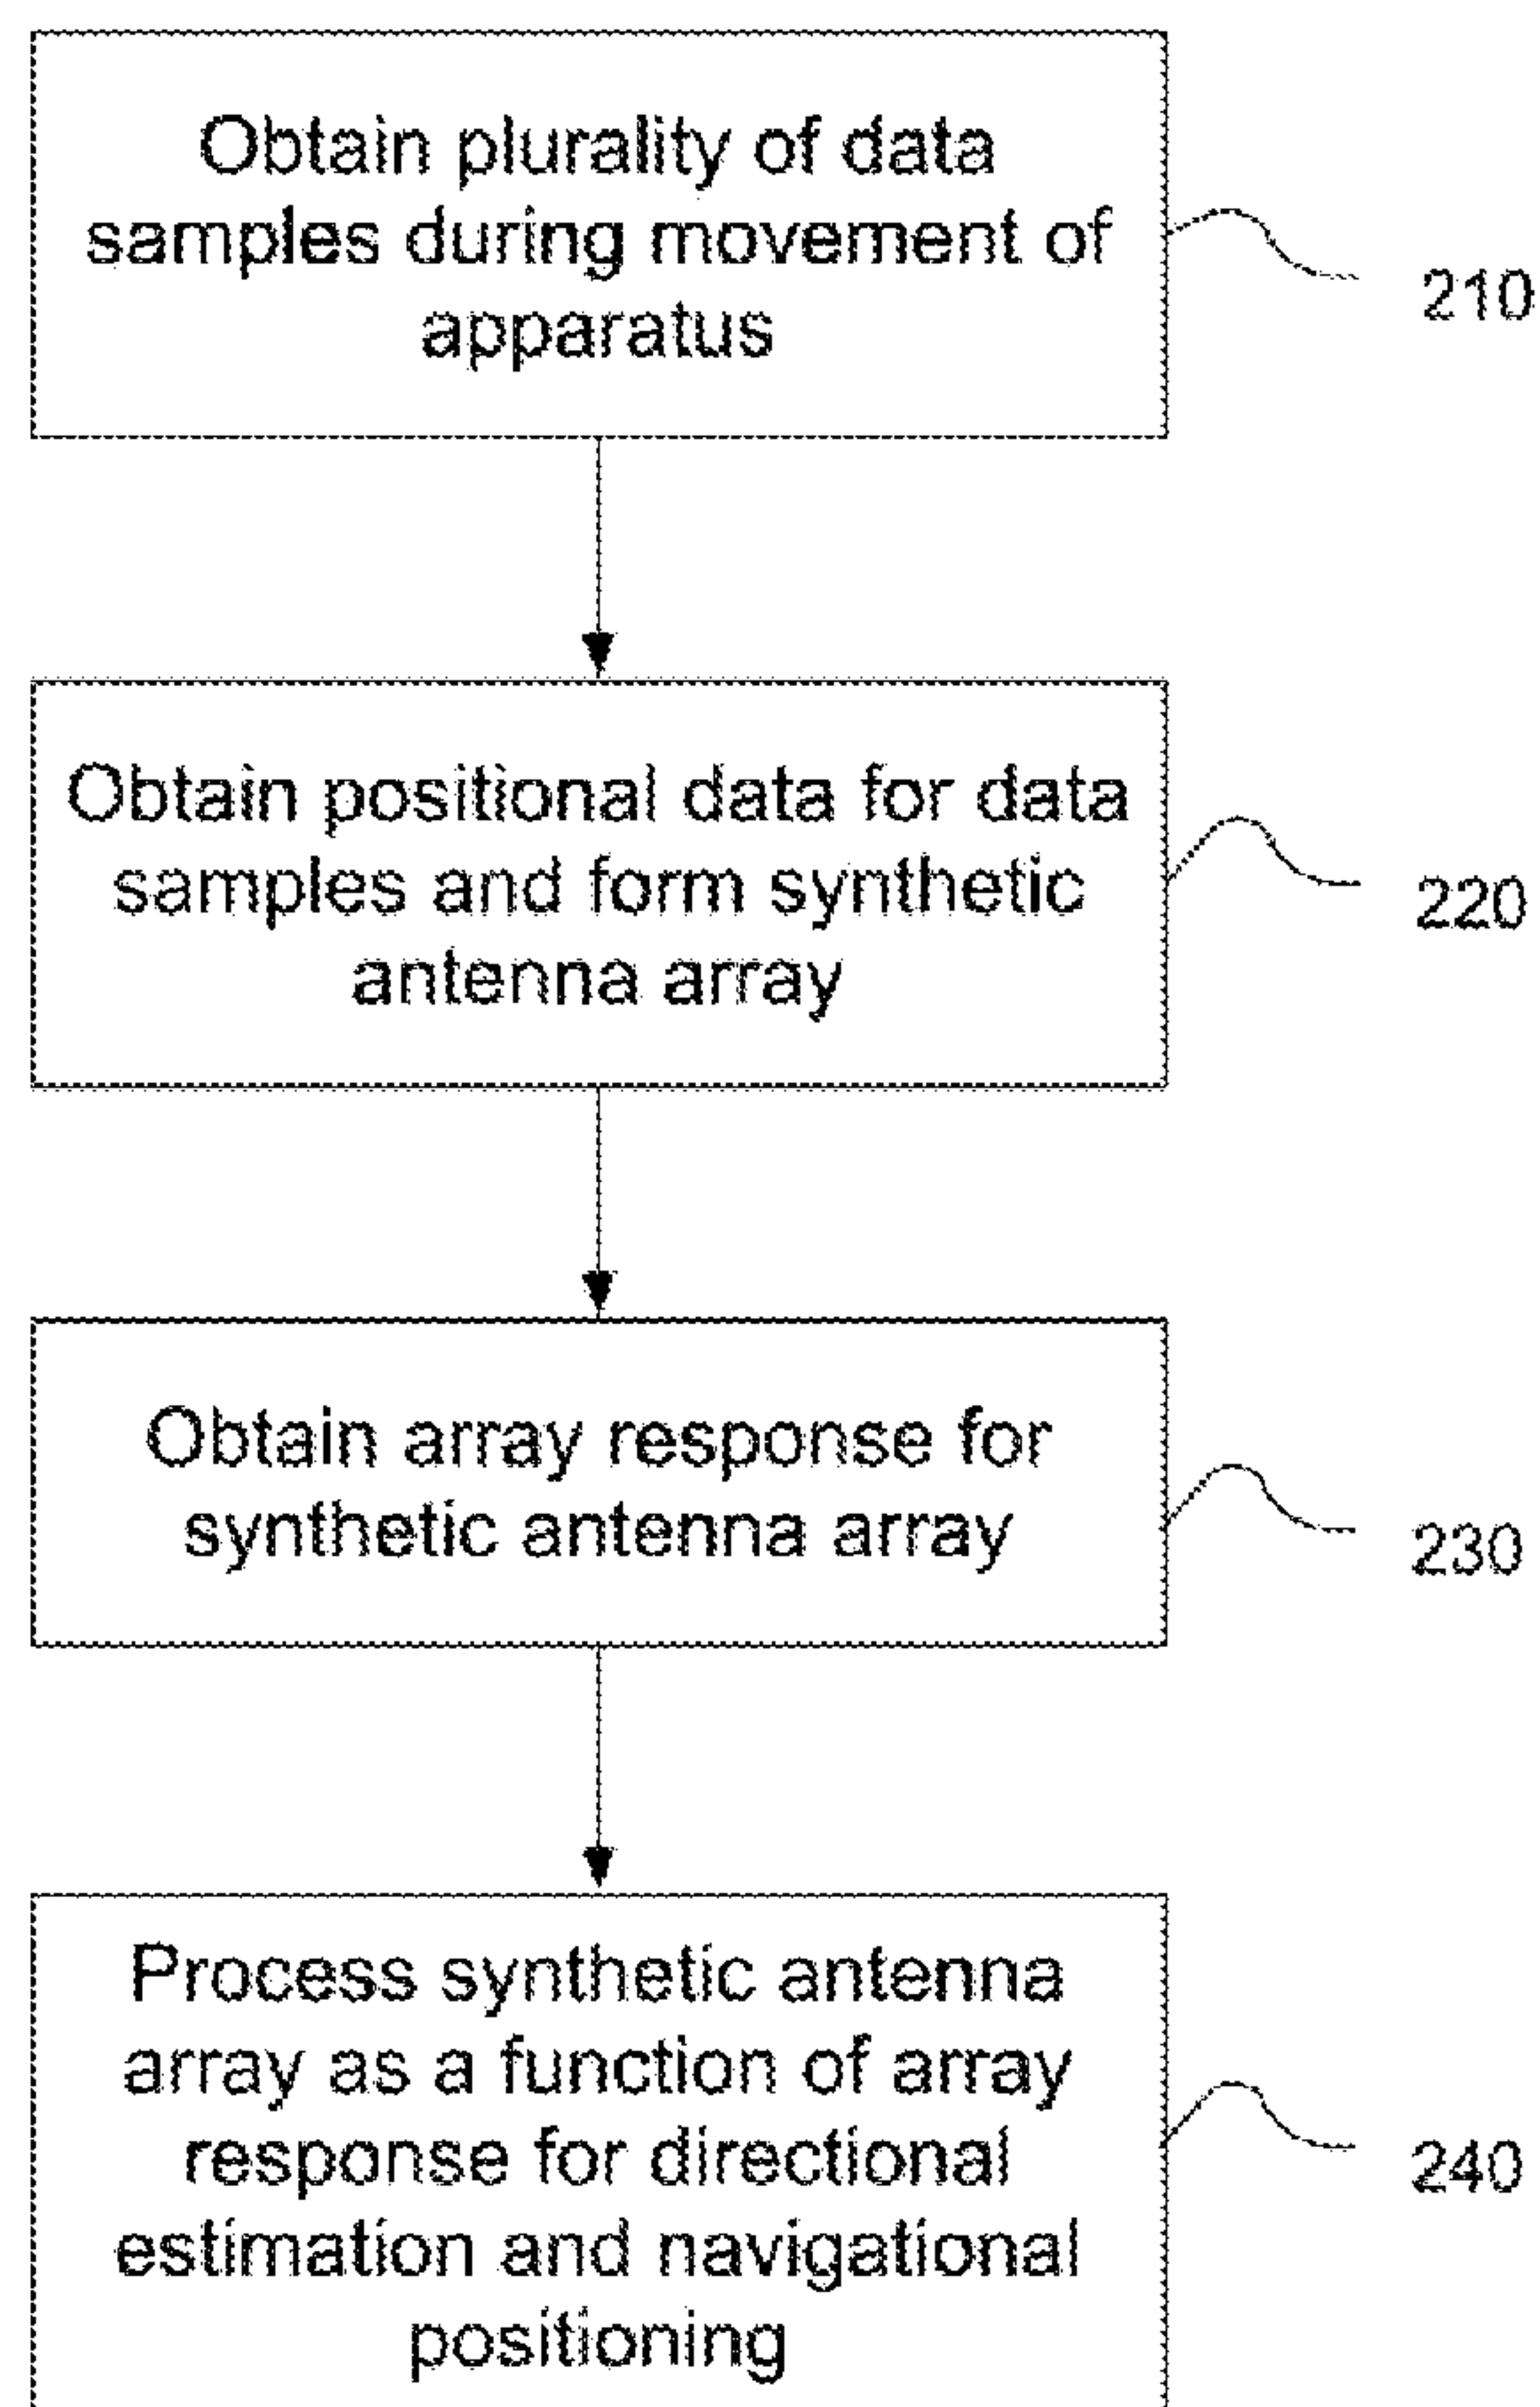 Obtain plurality of data
samples during movement of
apparatus
210
Obtain positional data for data
samples and form synthetic
antenna array
220
Obtain array response for
synthetic antenna array
230
Process synthetic antenna
array as a function of array
response for directional
estimation and navigational
positioning
240